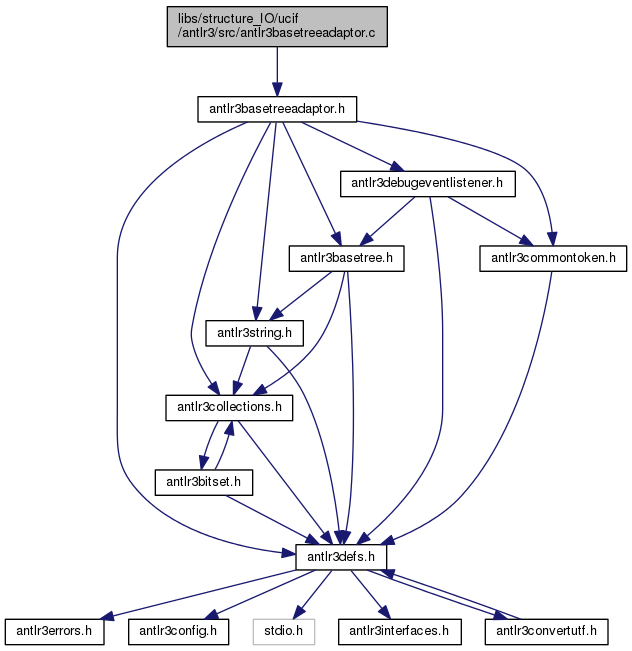 libs/structure_IO/ucif
/antlr3/src/antlr3basetreeadaptor.c
antlr3basetreeadaptor.h
antlr3debugeventlistener.h
antlr3basetree.h
antlr3commontoken.h
antlr3string.h
antlr3collections.h
antlr3bitset.h
antlr3defs.h
antlr3errors.h
antlr3config.h
stdio.h
antlr3interfaces.h
antlr3convertutf.h